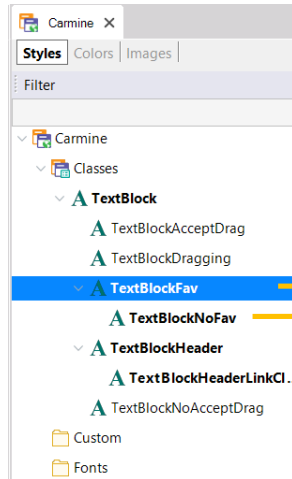 Carmine
Styles Colors Images
Filter
Carmine
Classes
TextBlock
TextBlockAcceptDrag
TextBlockDragging
TextBlockFav
TextBlockNoFav
TextBlockHeader
TextBlockHeaderLinkCl..
TextBlockNoAcceptDrag
Custom
Fonts